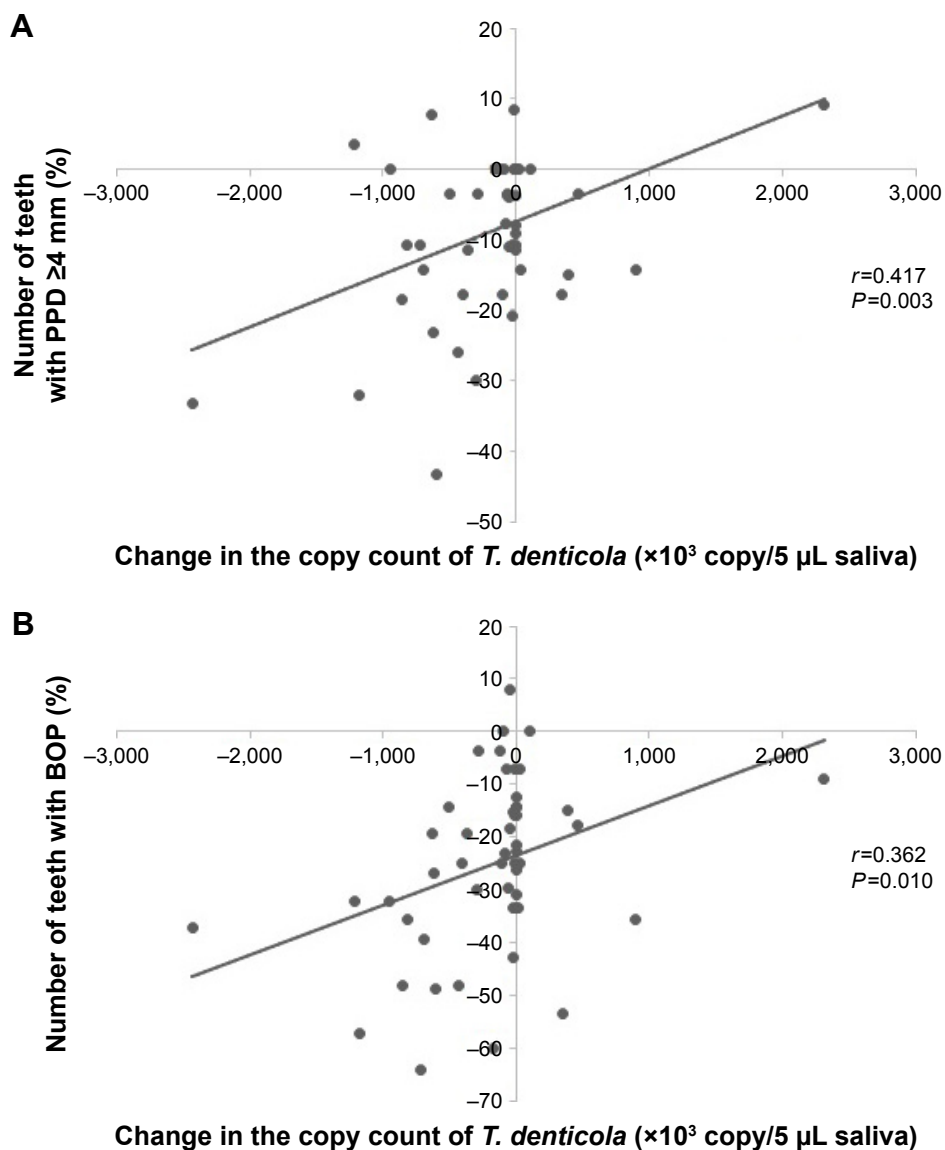 A
20
10
0
–3,000
–2,000
–1,000
0
1,000
2,000
3,000
–10
–20
–30
–40
–50
Number of teeth
with PPD ≥4 mm (%)
r=0.417
P=0.003
Change in the copy count of T. denticola (×10³ copy/5 µL saliva)
B
20
10
0
–3,000
–2,000
–1,000
0
1,000
2,000
3,000
–10
–20
–30
–40
–50
–60
–70
Number of teeth with BOP (%)
r=0.362
P=0.010
Change in the copy count of T. denticola (×10³ copy/5 µL saliva)